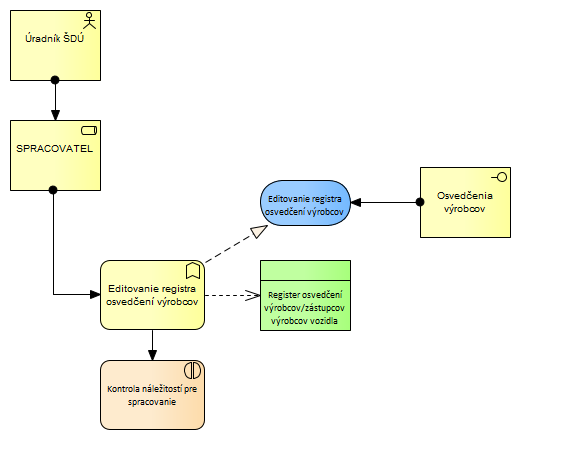 Úradník ŠDÚ
SPRACOVATEL
Editovanie registra
osvedčení výrobcov
Osvedčenia
výrobcov
Editovanie registra
osvedčení výrobcov
Register osvedčení
výrobcov/zástupcov
výrobcov vozidla
Kontrola náležitostí pre
spracovanie